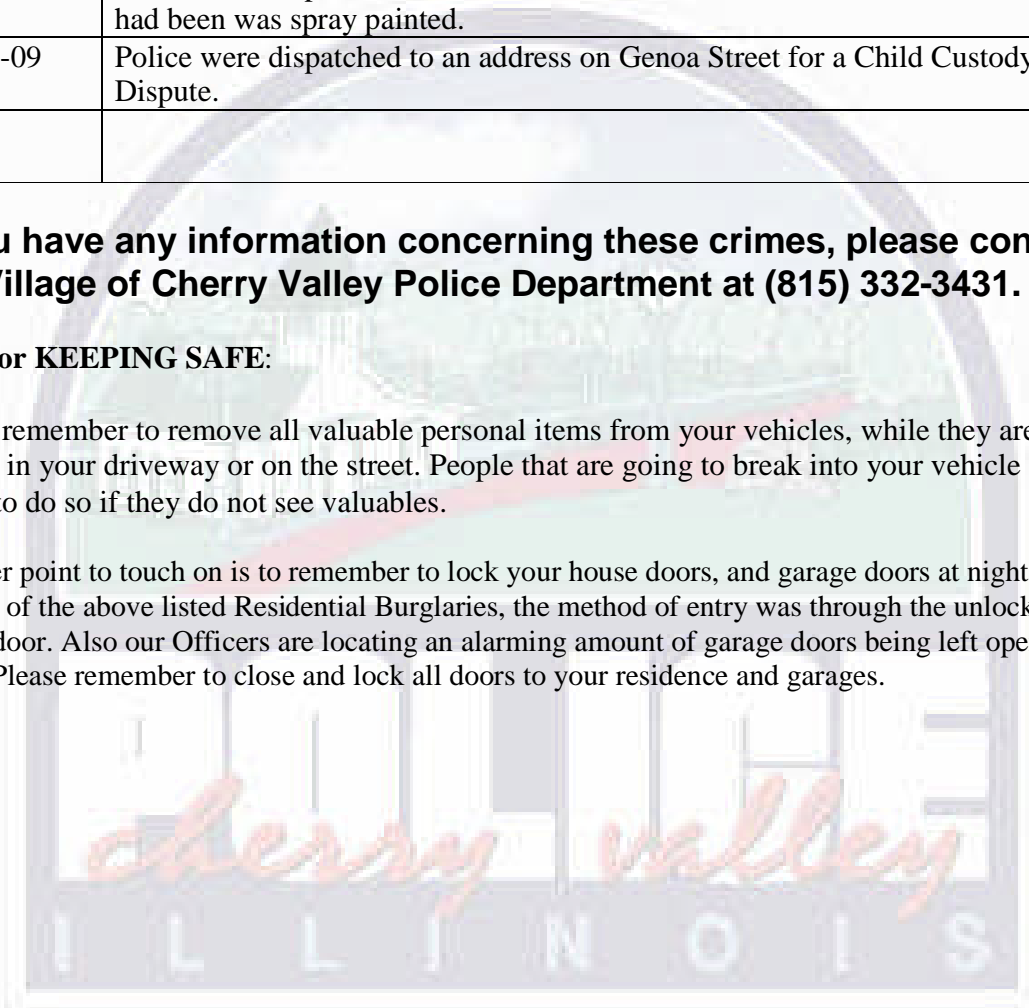 had been was spray painted.
-09 Police were dispatched to an address on Genoa Street for a Child Custody
Dispute.
u have any information concerning these crimes, please con
Village of Cherry Valley Police Department at (815) 332-3431.
or KEEPING SAFE:
remember to remove all valuable personal items from your vehicles, while they are
in your driveway or on the street. People that are going to break into your vehicle
to do so if they do not see valuables.
er point to touch on is to remember to lock your house doors, and garage doors at night
of the above listed Residential Burglaries, the method of entry was through the unlock
door. Also our Officers are locating an alarming amount of garage doors being left ope
Please remember to close and lock all doors to your residence and garages.
POLICE
cherry valley
ILLINOIS